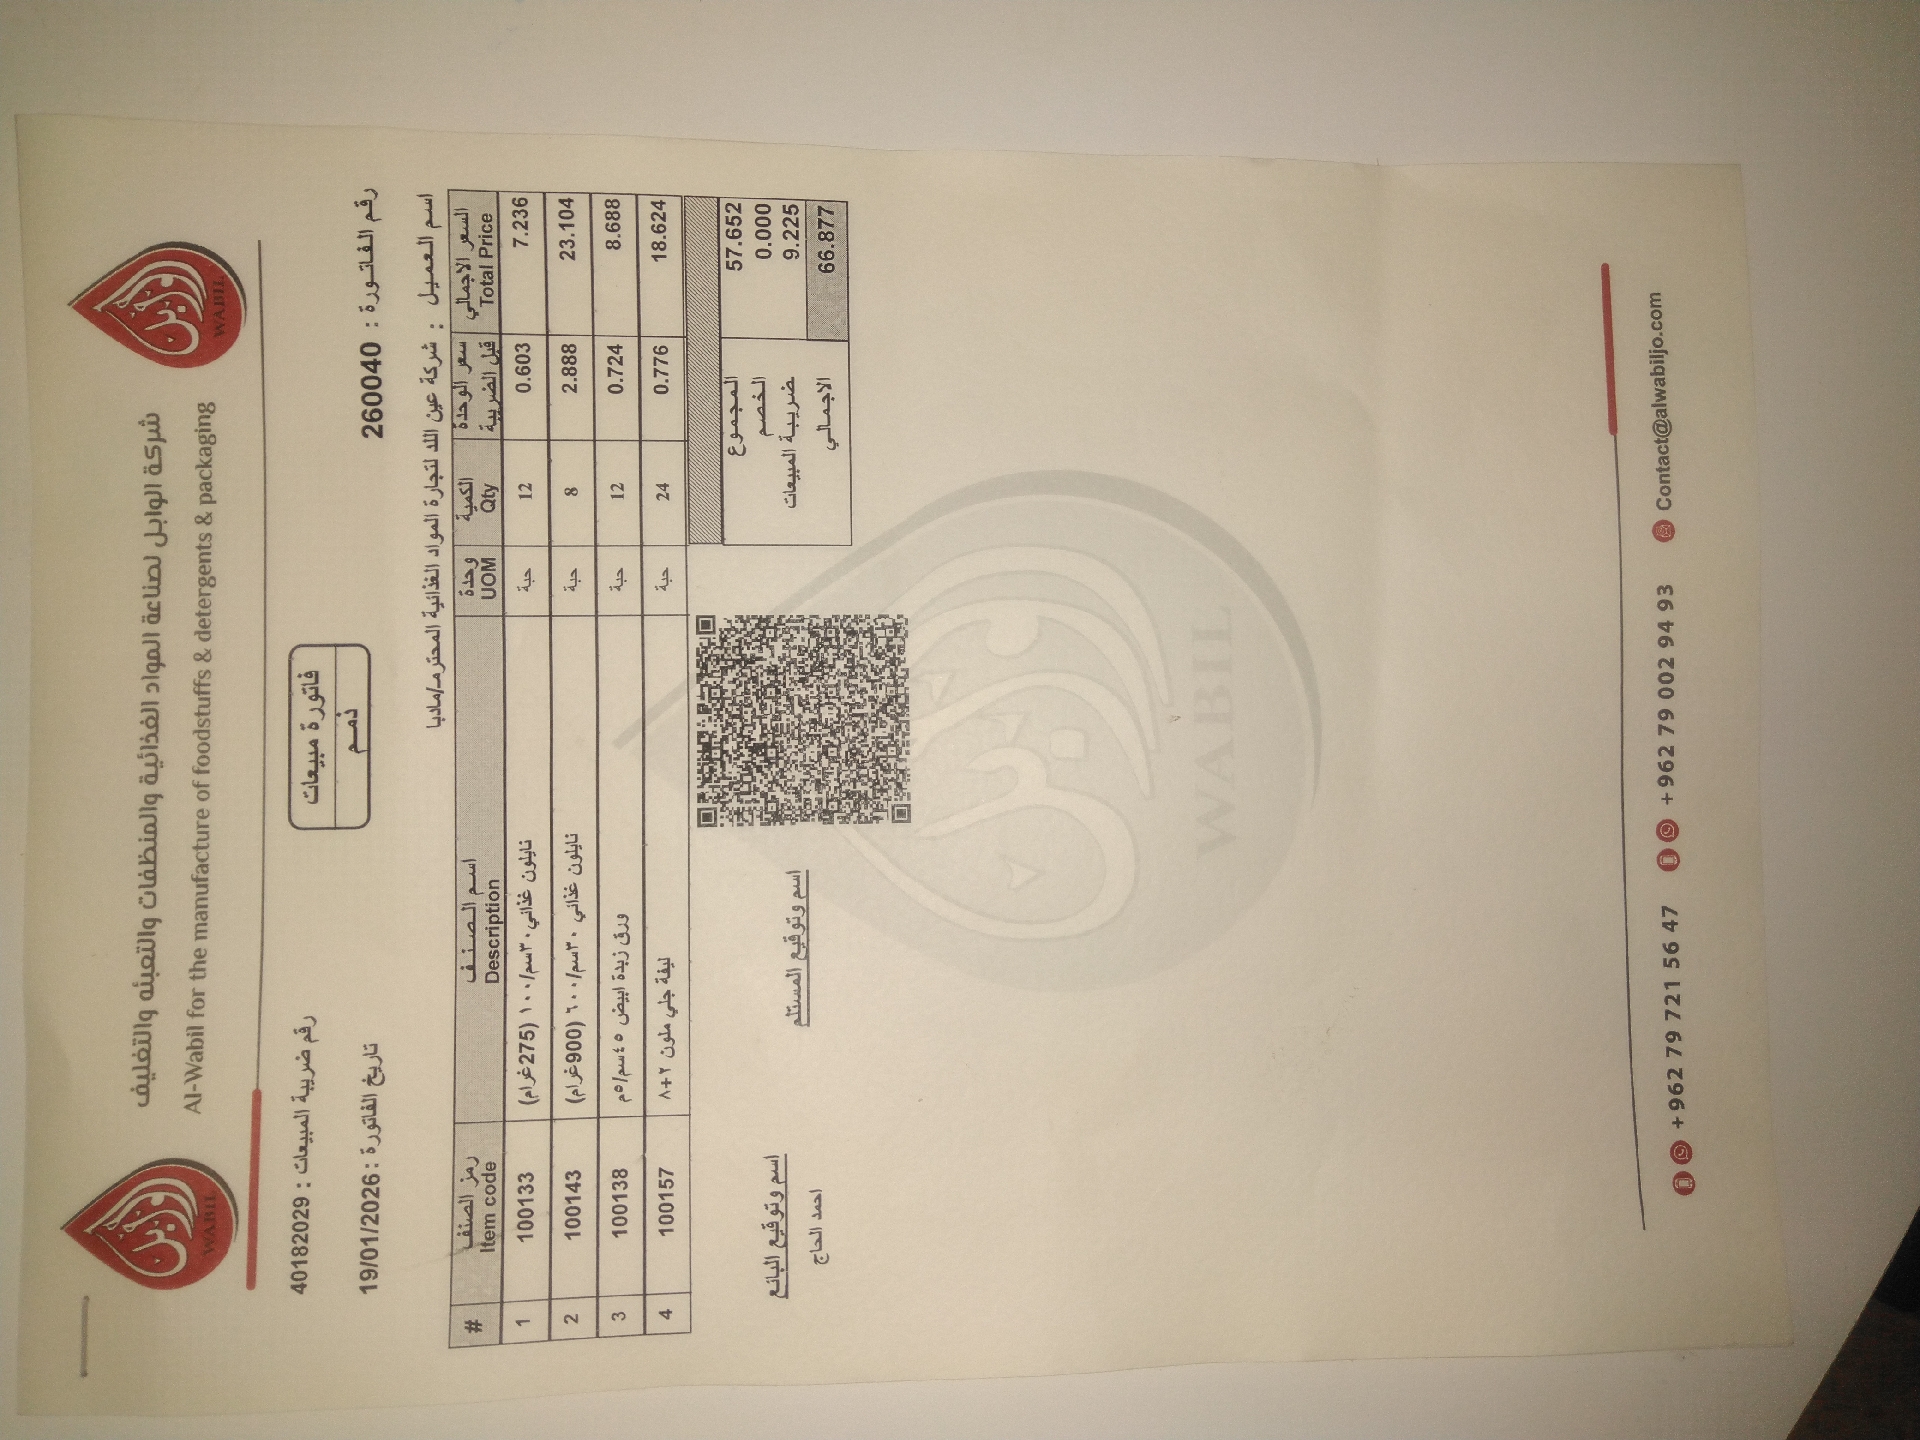 شركة الوابل لصناعة المواد الغذائية والمنظفات والتعبئه والتغليف
Al-Wabil for the manufacture of foodstuffs & detergents & packaging
WABIL
WABIL
رقم ضريبة المبيعات : 40182029
فاتورة مبيعات
ذمم
تاريخ الفاتورة : 19/01/2026
رقم الفاتورة : 260040
اسم العميل : شركة عين اللد لتجارة المواد الغذائية المحترم/مادبا
# رمز الصنف اسم الصنف وحدة الكمية سعر الوحدة السعر الاجمالي
Item code Description UOM Qty قبل الضريبة Total Price
1 100133 نايلون غذائي ٣٠سم/١٠٠ (275غرام) حبة 12 0.603 7.236
2 100143 نايلون غذائي ٣٠سم/٦٠٠ (900غرام) حبة 8 2.888 23.104
3 100138 ورق زبدة ابيض ٤٥سم/٥م حبة 12 0.724 8.688
4 100157 ليفة جلي ملون ٢+٨ حبة 24 0.776 18.624
المجموع 57.652
الخصم 0.000
ضريبة المبيعات 9.225
الاجمالي 66.877
اسم وتوقيع البائع
اسم وتوقيع المستلم
احمد الحاج
WABIL
+962 79 721 56 47 +962 79 002 94 93 Contact@alwabiljo.com